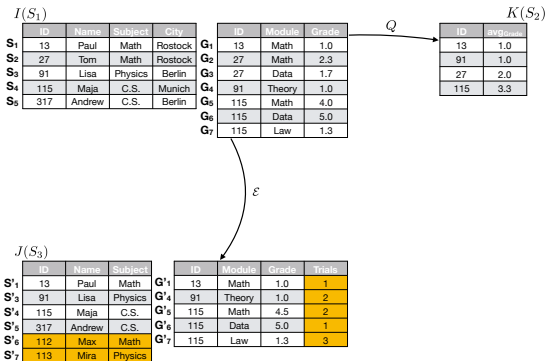 I(S1)
K(S2)
ID Name Subject City
S1 13 Paul Math Rostock
S2 27 Tom Math Rostock
S3 91 Lisa Physics Berlin
S4 115 Maja C.S. Munich
S5 317 Andrew C.S. Berlin
ID Module Grade
G1 13 Math 1.0
G2 27 Math 2.3
G3 27 Data 1.7
G4 91 Theory 1.0
G5 115 Math 4.0
G6 115 Data 5.0
G7 115 Law 1.3
Q
ID avgGrade
13 1.0
91 1.0
27 2.0
115 3.3
ℰ
J(S3)
ID Name Subject
S'1 13 Paul Math
S'3 91 Lisa Physics
S'4 115 Maja C.S.
S'5 317 Andrew C.S.
S'6 112 Max Math
S'7 113 Mira Physics
ID Module Grade Trials
G'1 13 Math 1.0 1
G'4 91 Theory 1.0 2
G'5 115 Math 4.5 2
G'6 115 Data 5.0 1
G'7 115 Law 1.3 3